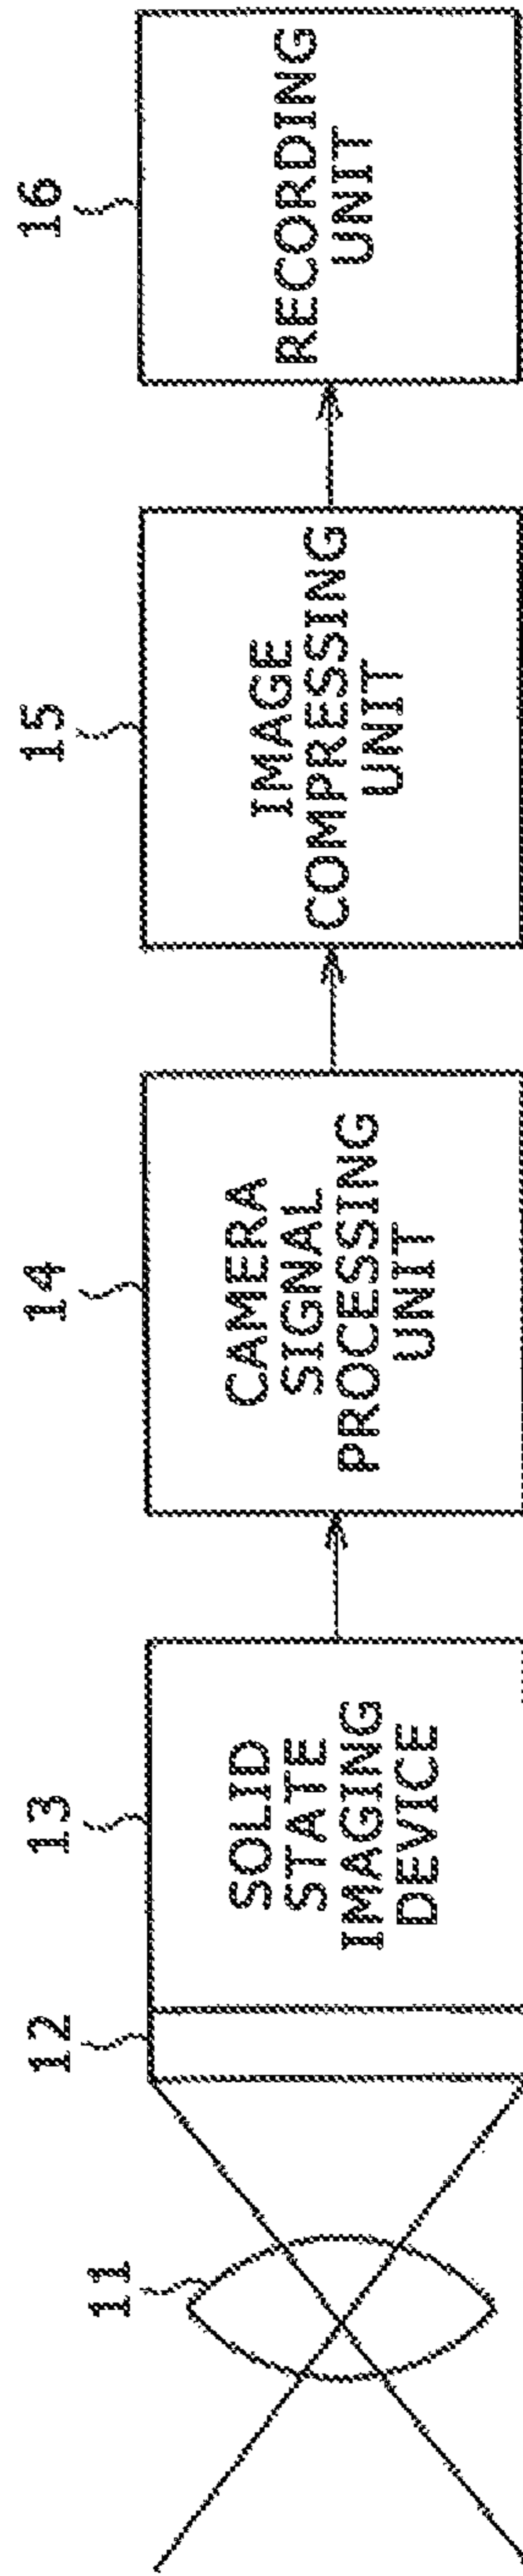 11
12
13
SOLID
STATE
IMAGING
DEVICE
14
CAMERA
SIGNAL
PROCESSING
UNIT
15
IMAGE
COMPRESSING
UNIT
16
RECORDING
UNIT